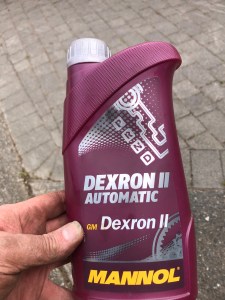 P
R
N
D
DEXRON II
AUTOMATIC
GM Dexron II
MANNOL